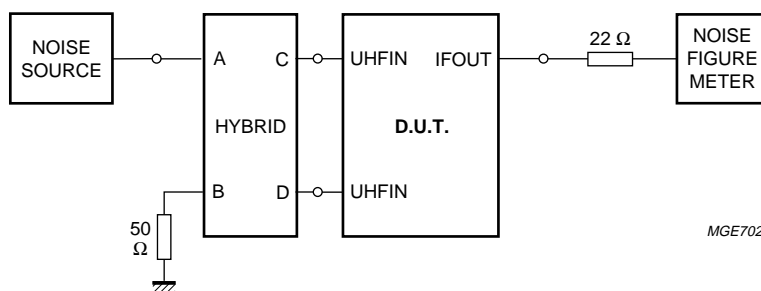 NOISE
SOURCE
A
C
UHFIN
IFOUT
22 Ω
NOISE
FIGURE
METER
HYBRID
D.U.T.
B
D
UHFIN
50
Ω
MGE702